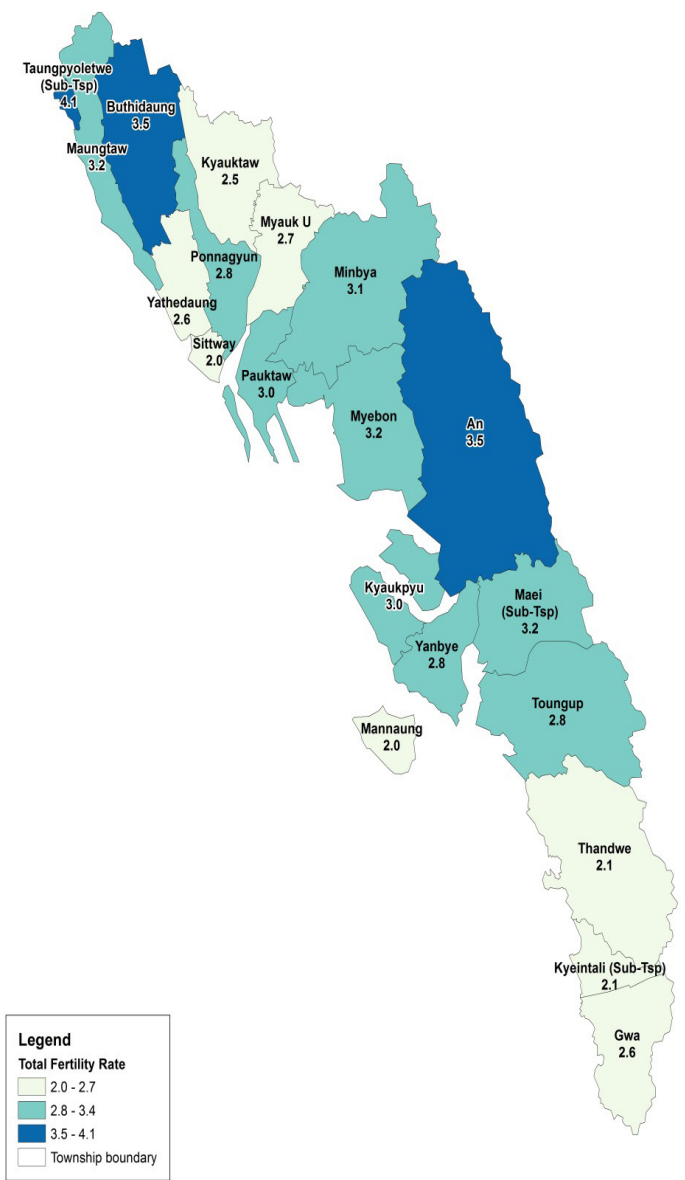 Taungpyoletwe
(Sub-Tsp)
4.1
Buthidaung
3.5
Maungtaw
3.2
Kyauktaw
2.5
Myauk U
2.7
Ponnagyun
2.8
Minbya
3.1
Yathedaung
2.6
Sittway
2.0
Pauktaw
3.0
Myebon
3.2
An
3.5
Kyaukpyu
3.0
Maei
(Sub-Tsp)
3.2
Yanbye
2.8
Toungup
2.8
Mannaung
2.0
Thandwe
2.1
Kyeintali (Sub-Tsp)
2.1
Gwa
2.6
Legend
Total Fertility Rate
2.0 - 2.7
2.8 - 3.4
3.5 - 4.1
Township boundary